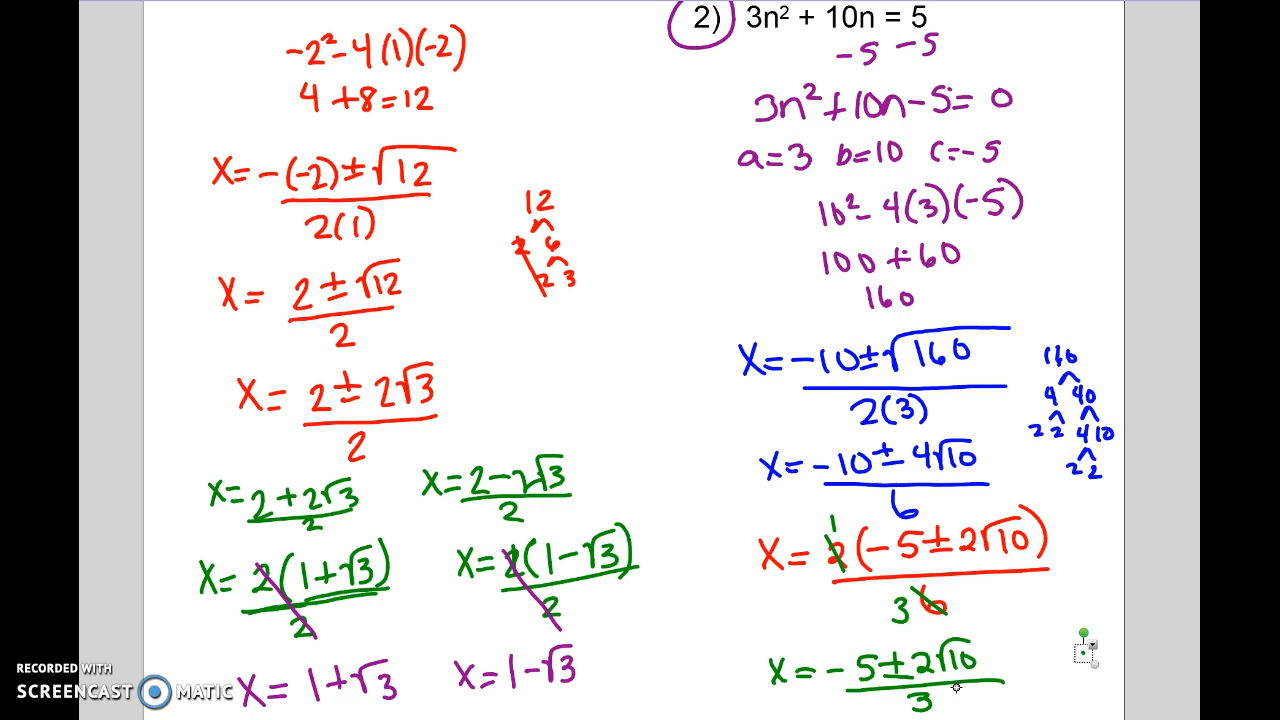 -2² - 4(1)(-2)
4 + 8 = 12
x = -(-2) ± √12
2(1)
12
2 6
2 3
x = 2 ± √12
2
x = 2 ± 2√3
2
x = 2 + 2√3
2
x = 2 - 2√3
2
x = 2(1 + √3)
2
x = 2(1 - √3)
2
x = 1 + √3
x = 1 - √3
2) 3n² + 10n = 5
-5 -5
3n² + 10n - 5 = 0
a = 3 b = 10 c = -5
10² - 4(3)(-5)
100 + 60
160
x = -10 ± √160
2(3)
160
4 40
2 2 4 10
2 2
x = -10 ± 4√10
6
1
x = 2(-5 ± 2√10)
3 6
x = -5 ± 2√10
3
RECORDED WITH
SCREENCAST MATIC